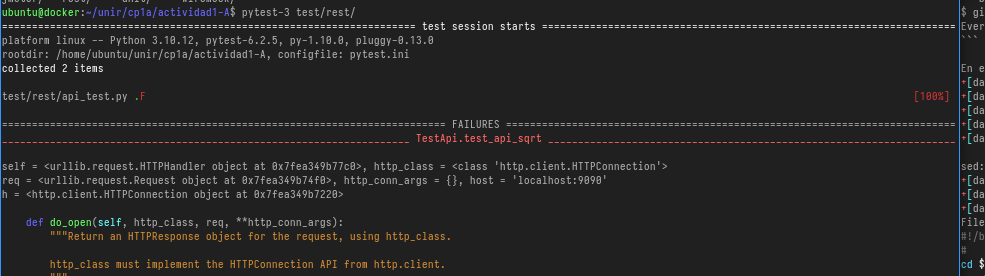 ubuntu@docker:~/unir/cp1a/actividad1-A$ pytest-3 test/rest/
test session starts
platform linux -- Python 3.10.12, pytest-6.2.5, py-1.10.0, pluggy-0.13.0
rootdir: /home/ubuntu/unir/cp1a/actividad1-A, configfile: pytest.ini
collected 2 items
test/rest/api_test.py .F [100%]
FAILURES
TestApi.test_api_sqrt
self = <urllib.request.HTTPHandler object at 0x7fea349b77c0>, http_class = <class 'http.client.HTTPConnection'>
req = <urllib.request.Request object at 0x7fea349b74f0>, http_conn_args = {}, host = 'localhost:9090'
h = <http.client.HTTPConnection object at 0x7fea349b7220>
def do_open(self, http_class, req, **http_conn_args):
"""Return an HTTPResponse object for the request, using http_class.
http_class must implement the HTTPConnection API from http.client.
"""
$ gi
Ever
```
En e
+[da
+[da
+[da
+[da
+[da
sed:
+[da
+[da
+[da
File
#!/b
#
cd $